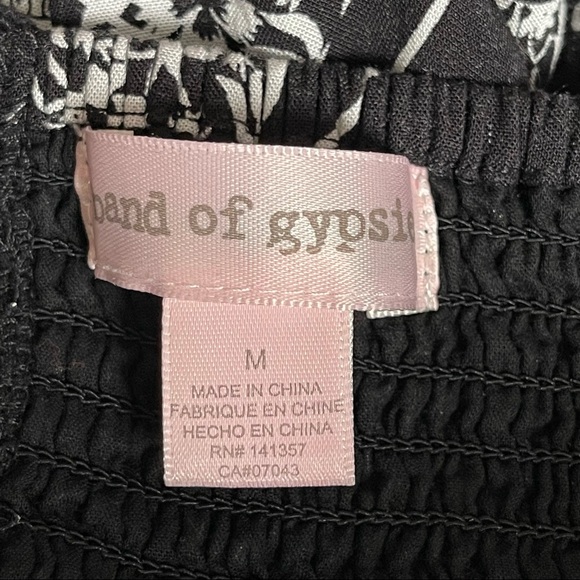 band of gypsie
M
MADE IN CHINA
FABRIQUE EN CHINE
HECHO EN CHINA
RN# 141357
CA#07043